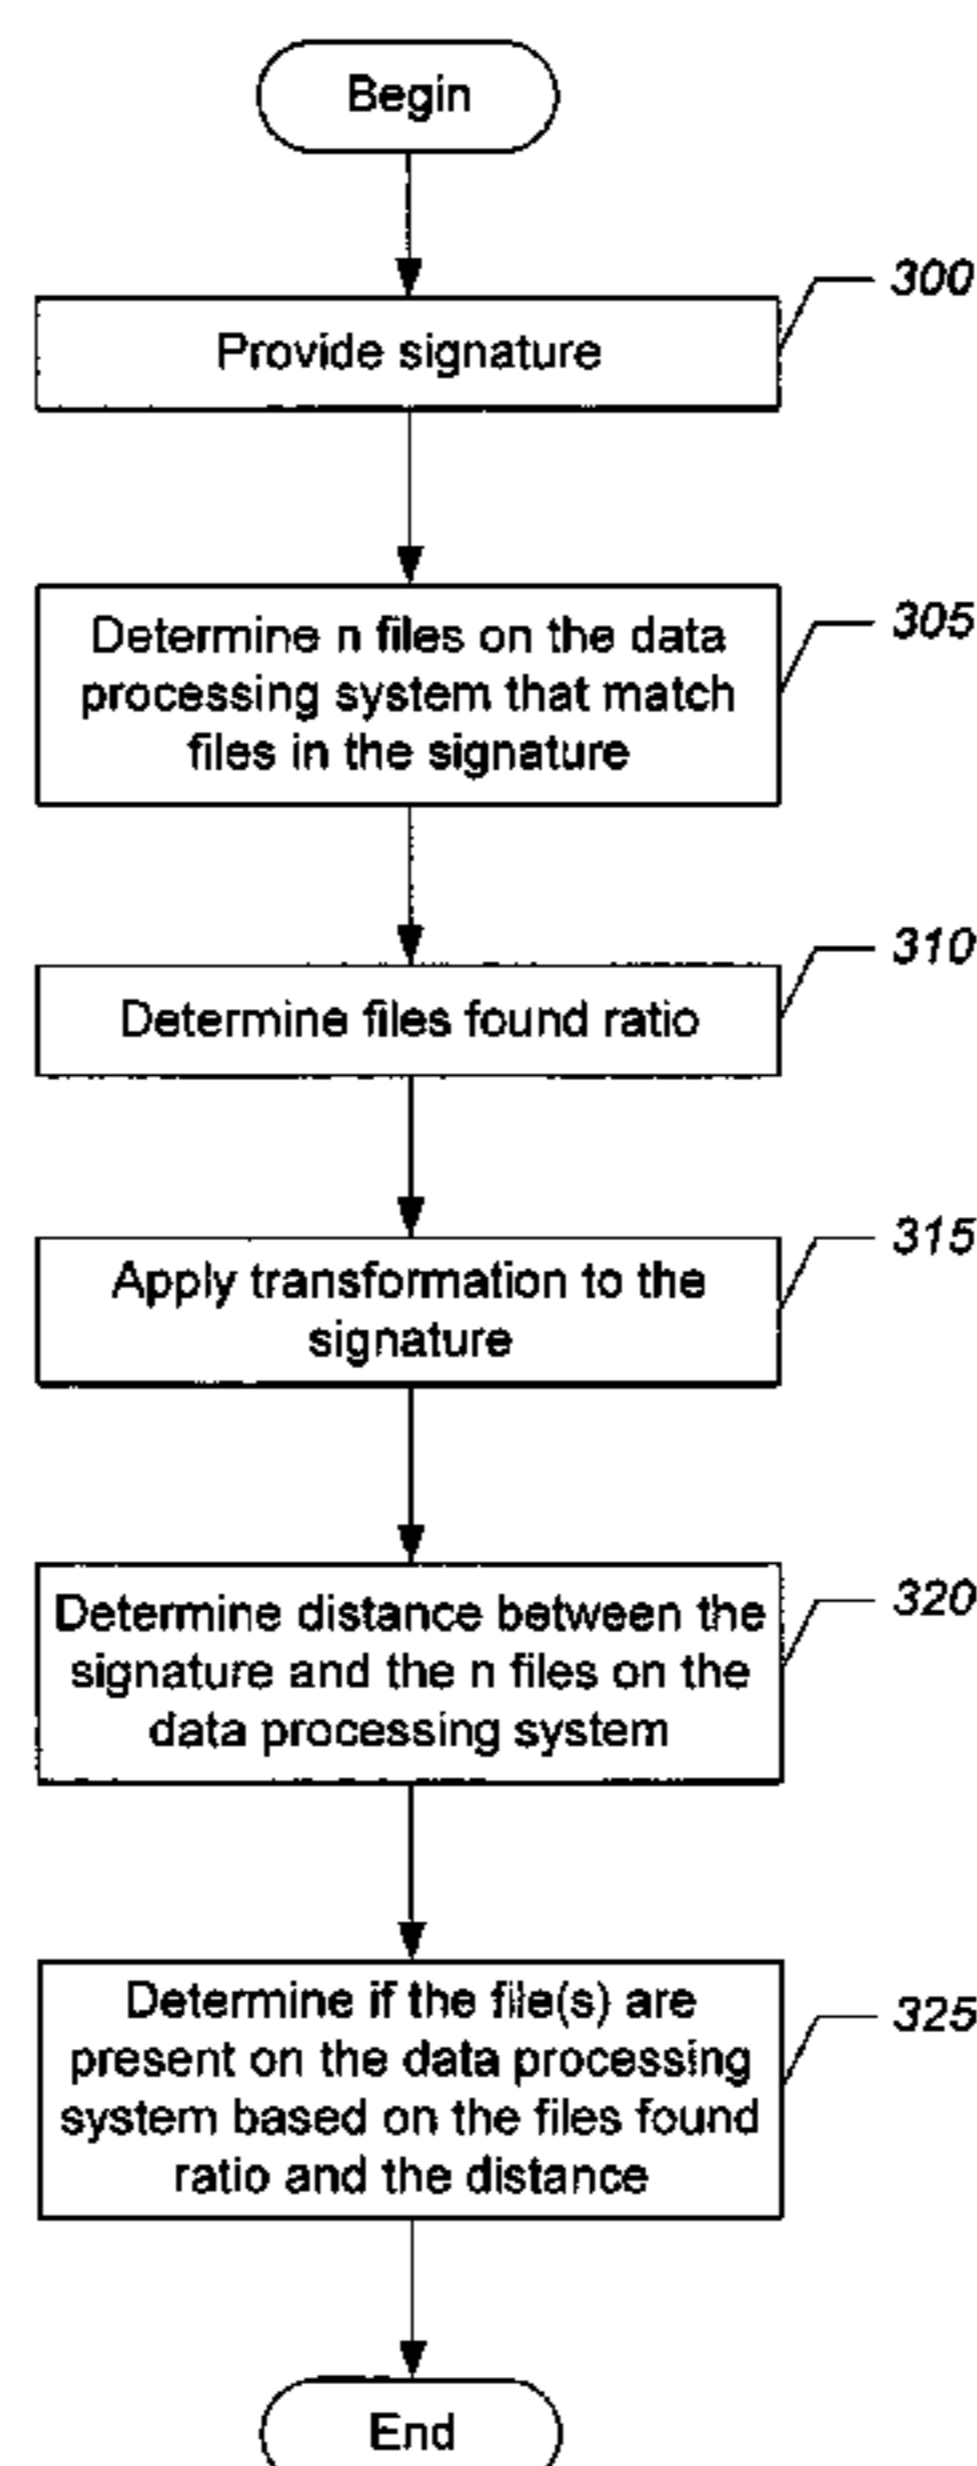 Begin
300
Provide signature
305
Determine n files on the data
processing system that match
files in the signature
310
Determine files found ratio
315
Apply transformation to the
signature
320
Determine distance between the
signature and the n files on the
data processing system
325
Determine if the file(s) are
present on the data processing
system based on the files found
ratio and the distance
End